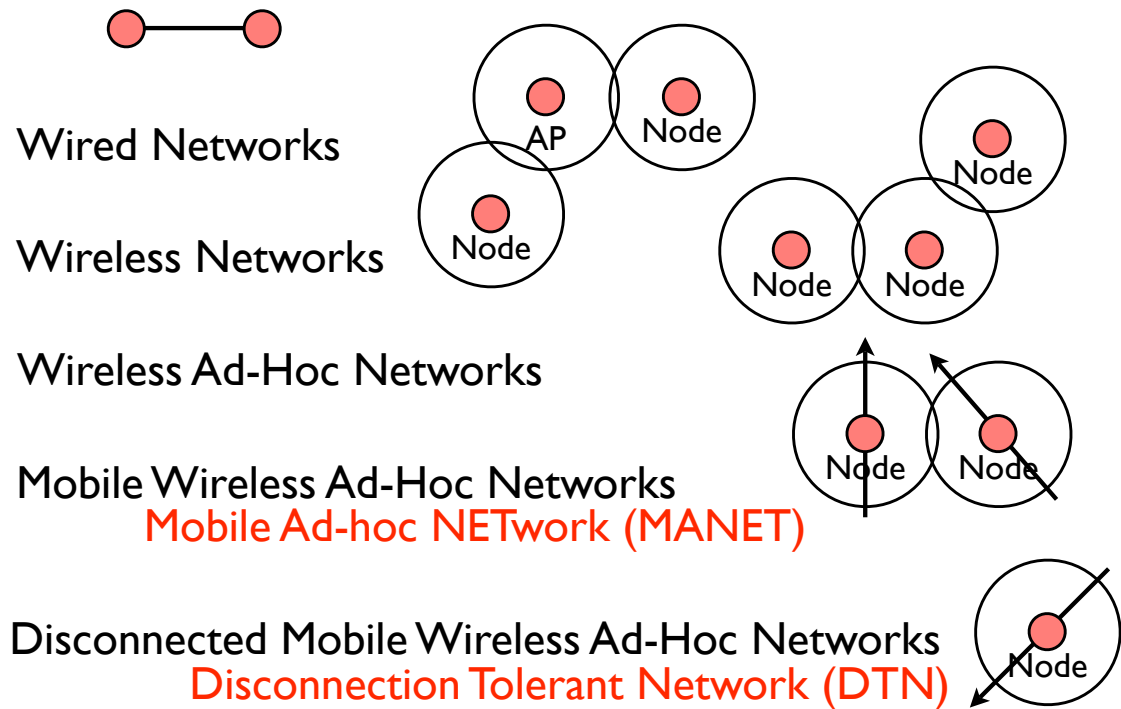 AP
Node
Wired Networks
Node
Node
Wireless Networks
Node
Node
Wireless Ad-Hoc Networks
Node
Node
Mobile Wireless Ad-Hoc Networks
Mobile Ad-hoc NETwork (MANET)
Disconnected Mobile Wireless Ad-Hoc Networks
Node
Disconnection Tolerant Network (DTN)